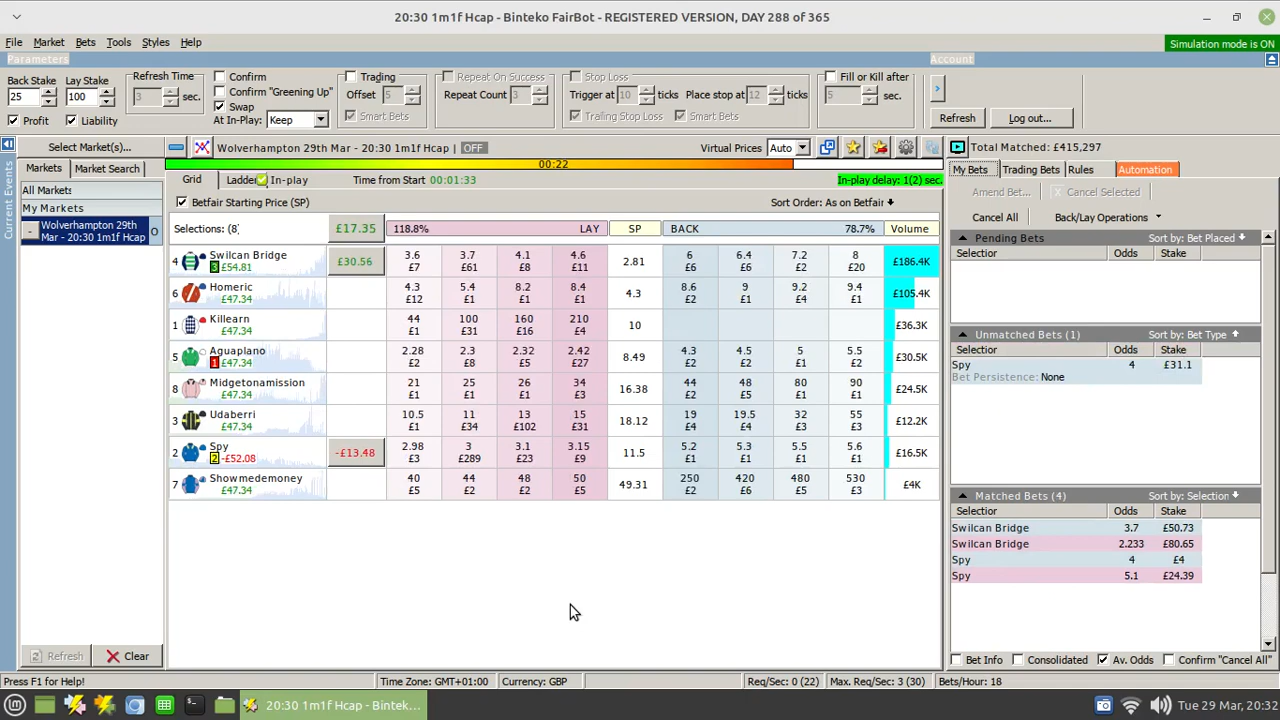 20:30 1m1f Hcap - Binteko FairBot - REGISTERED VERSION, DAY 288 of 365
File Market Bets Tools Styles Help
Simulation mode is ON
Parameters
Account
Back Stake Lay Stake Refresh Time Confirm Trading Repeat On Success Stop Loss Fill or Kill after
25 100 3 sec. Confirm "Greening Up" Offset 5 Repeat Count 3 Trigger at 10 ticks Place stop at 12 ticks 5 sec.
Swap
Profit Liability At In-Play: Keep Smart Bets Trailing Stop Loss Smart Bets Refresh Log out...
Select Market(s)... Wolverhampton 29th Mar - 20:30 1m1f Hcap | OFF Virtual Prices Auto Total Matched: £415,297
Current Events
Markets Market Search 00:22 My Bets Trading Bets Rules Automation
All Markets Grid Ladder In-play Time from Start 00:01:33 In-play delay: 1(2) sec. Amend Bet... Cancel Selected
My Markets Betfair Starting Price (SP) Sort Order: As on Betfair
Wolverhampton 29th Mar - 20:30 1m1f Hcap O
Cancel All Back/Lay Operations
Selections: (8) £17.35 118.8% LAY SP BACK 78.7% Volume
4 Swilcan Bridge £30.56 3.6 3.7 4.1 4.6 2.81 6 6.4 7.2 8 £186.4K
3 £54.81 £7 £61 £8 £11 £6 £6 £2 £20
6 Homeric 4.3 5.4 8.2 8.4 4.3 8.6 9 9.2 9.4 £105.4K
£47.34 £12 £1 £1 £1 £2 £1 £4 £1
1 Killearn 44 100 160 210 10 £36.3K
£47.34 £1 £31 £16 £4
5 Aguaplano 2.28 2.3 2.32 2.42 8.49 4.3 4.5 5 5.5 £30.5K
1 £47.34 £2 £8 £5 £27 £2 £1 £1 £2
8 Midgetonamission 21 25 26 34 16.38 44 48 80 90 £24.5K
£47.34 £1 £1 £1 £3 £2 £5 £1 £1
3 Udaberri 10.5 11 13 15 18.12 19 19.5 32 55 £12.2K
£47.34 £1 £34 £102 £31 £4 £4 £3 £3
2 Spy -£13.48 2.98 3 3.1 3.15 11.5 5.2 5.3 5.5 5.6 £16.5K
2 -£52.08 £3 £289 £23 £9 £1 £1 £1 £1
7 Showmedemoney 40 44 48 50 49.31 250 420 480 530 £4K
£47.34 £2 £2 £2 £5 £2 £6 £5 £3
Pending Bets Sort by: Bet Placed
Selection Odds Stake
Unmatched Bets (1) Sort by: Bet Type
Selection Odds Stake
Spy 4 £31.1
Bet Persistence: None
Matched Bets (4) Sort by: Selection
Selection Odds Stake
Swilcan Bridge 3.7 £50.73
Swilcan Bridge 2.233 £80.65
Spy 4 £4
Spy 5.1 £24.39
Refresh Clear Bet Info Consolidated Av. Odds Confirm "Cancel All"
Press F1 for Help! Time Zone: GMT+01:00 Currency: GBP Req/Sec: 0 (22) Max. Req/Sec: 3 (30) Bets/Hour: 18
20:30 1m1f Hcap - Bintek... Tue 29 Mar, 20:32